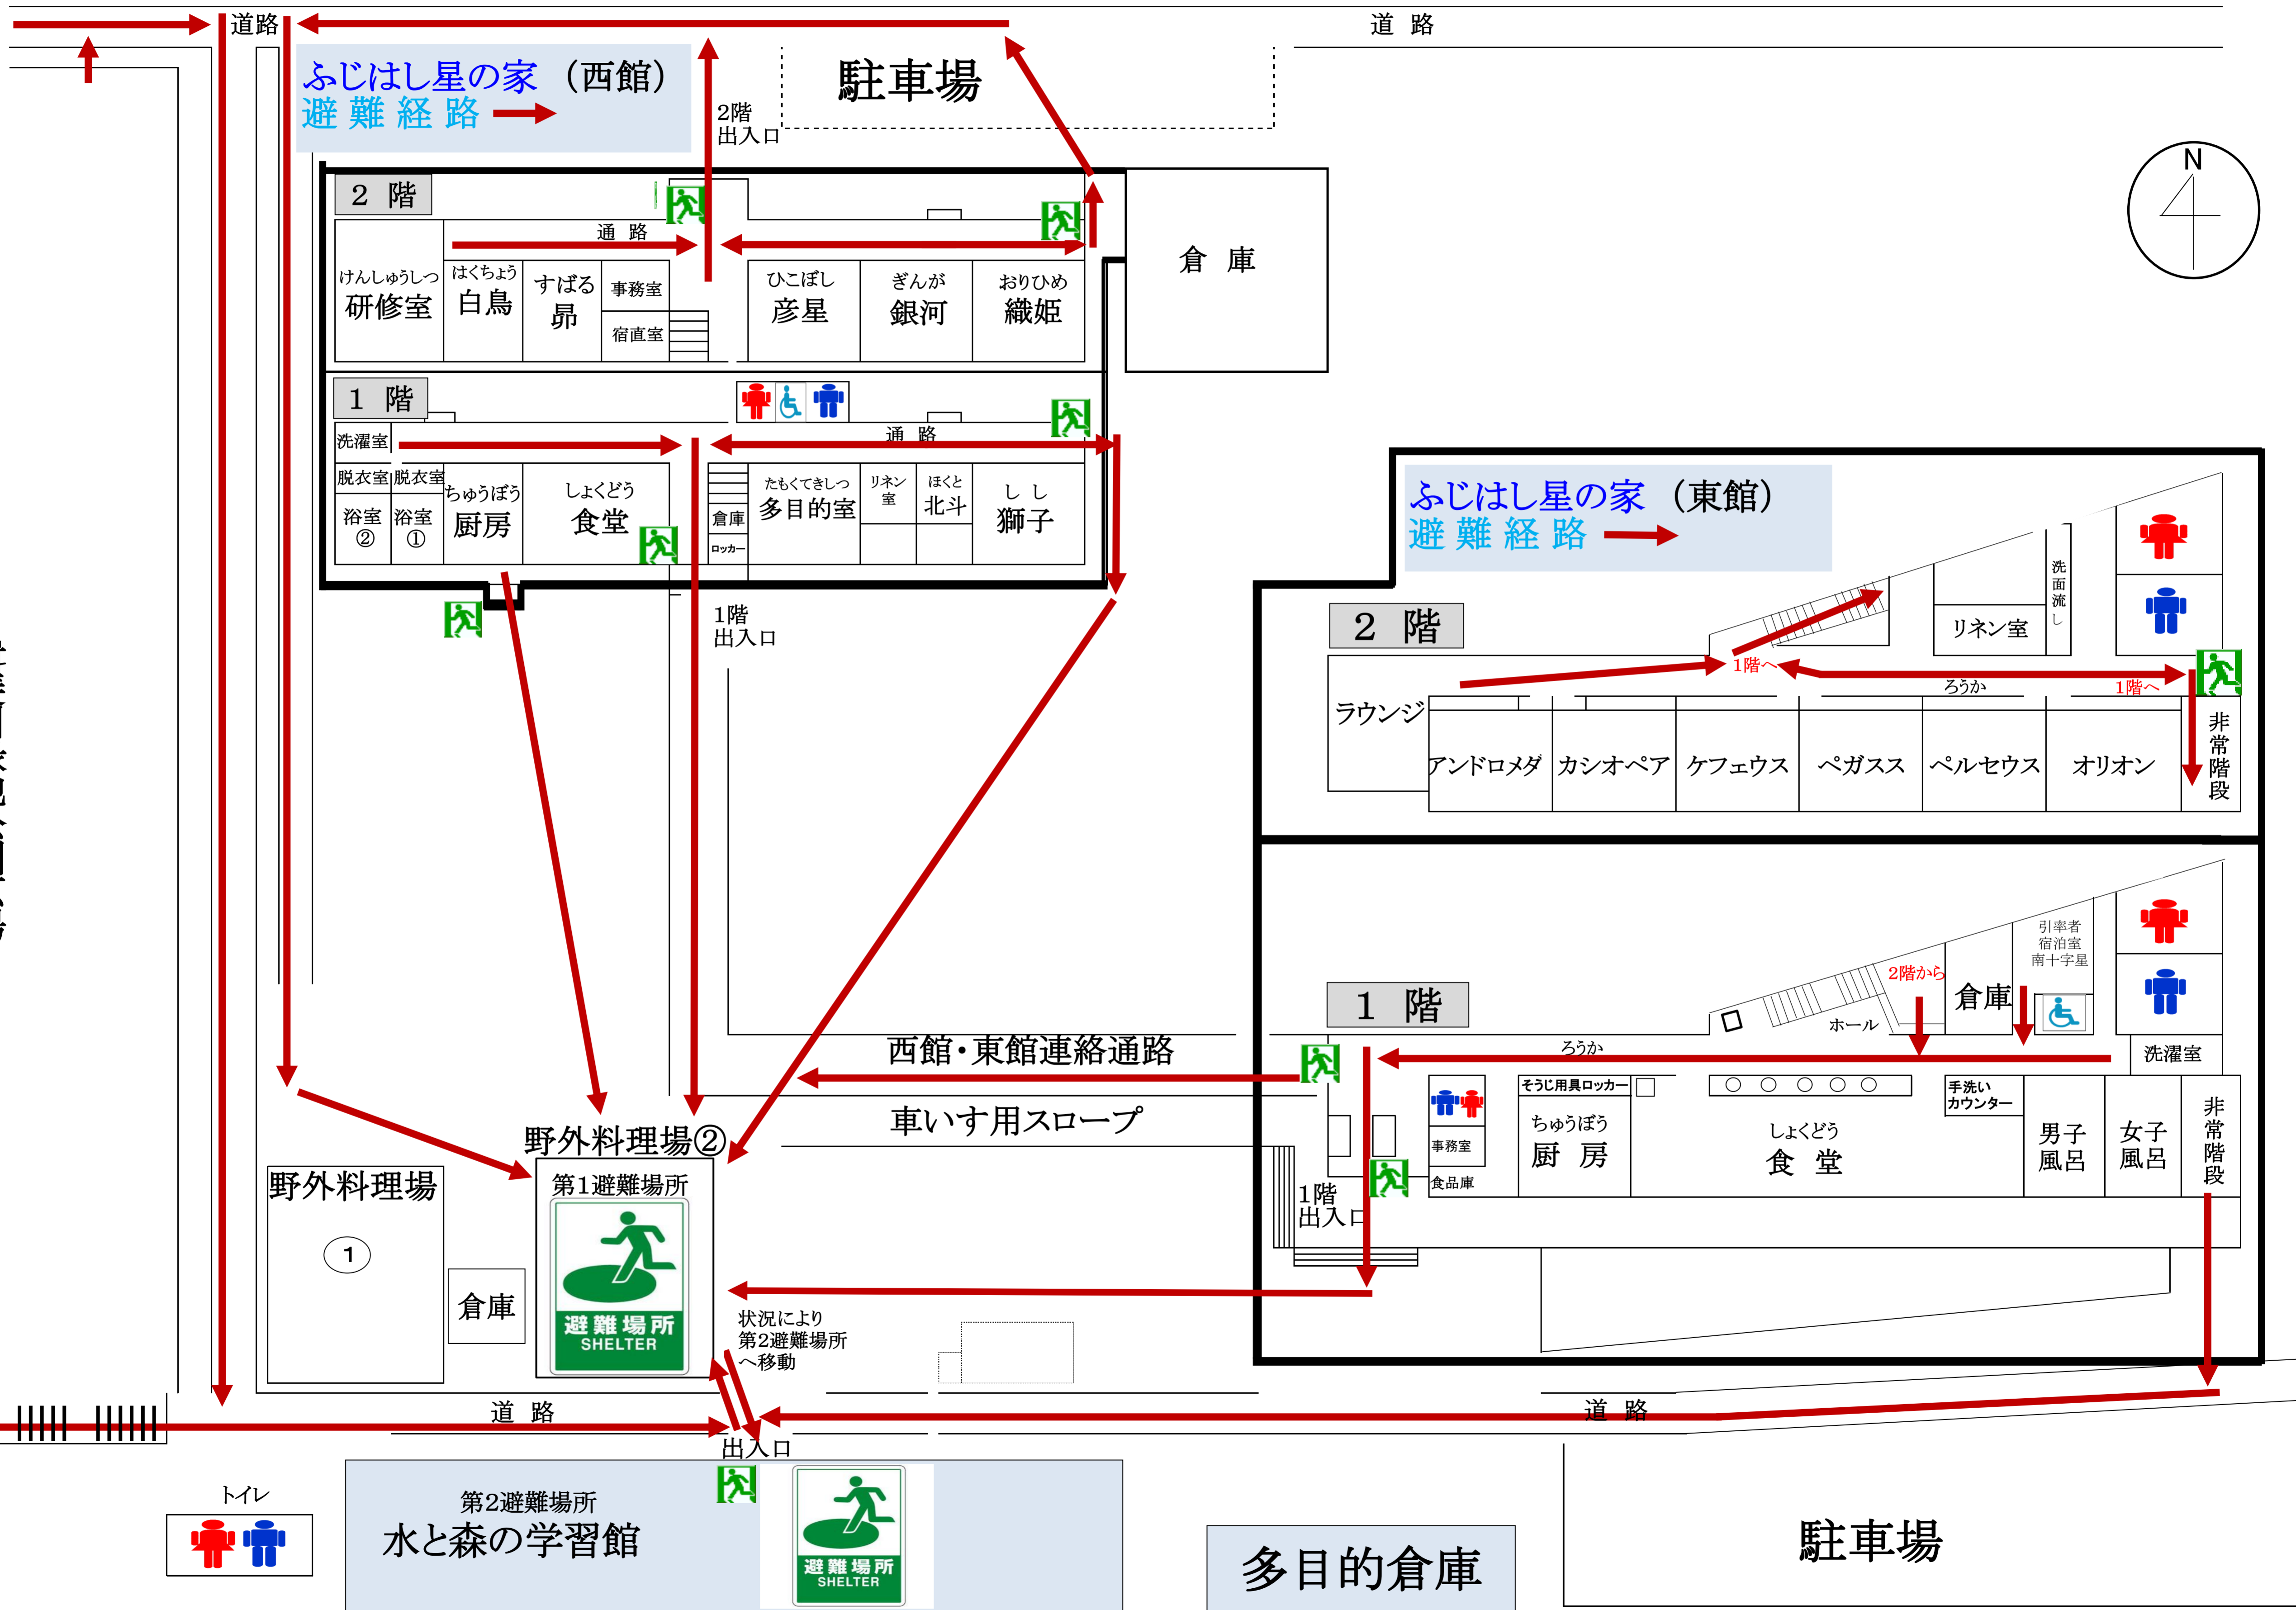 道路
道 路
ふじはし星の家 （西館）
避 難 経 路
駐車場
2階
出入口
N
２ 階
通 路
けんしゅうしつ
研修室
はくちょう
白鳥
すばる
昴
事務室
宿直室
ひこぼし
彦星
ぎんが
銀河
おりひめ
織姫
倉 庫
１ 階
通 路
洗濯室
脱衣室
脱衣室
浴室
②
浴室
①
ちゅうぼう
厨房
しょくどう
食堂
倉庫
ロッカー
たもくてきしつ
多目的室
リネン
室
ほくと
北斗
し し
獅子
1階
出入口
ふじはし星の家 （東館）
避 難 経 路
２ 階
洗面流し
リネン室
1階へ
ろうか
1階へ
ラウンジ
アンドロメダ
カシオペア
ケフェウス
ペガスス
ペルセウス
オリオン
非常階段
１ 階
引率者
宿泊室
南十字星
2階から
倉庫
ホール
ろうか
洗濯室
西館・東館連絡通路
車いす用スロープ
そうじ用具ロッカー
手洗い
カウンター
事務室
食品庫
ちゅうぼう
厨 房
しょくどう
食 堂
男子
風呂
女子
風呂
非常階段
1階
出入口
野外料理場②
第1避難場所
避難場所
SHELTER
野外料理場
1
倉庫
状況により
第2避難場所
へ移動
道 路
道 路
出入口
トイレ
第2避難場所
水と森の学習館
避難場所
SHELTER
多目的倉庫
駐車場